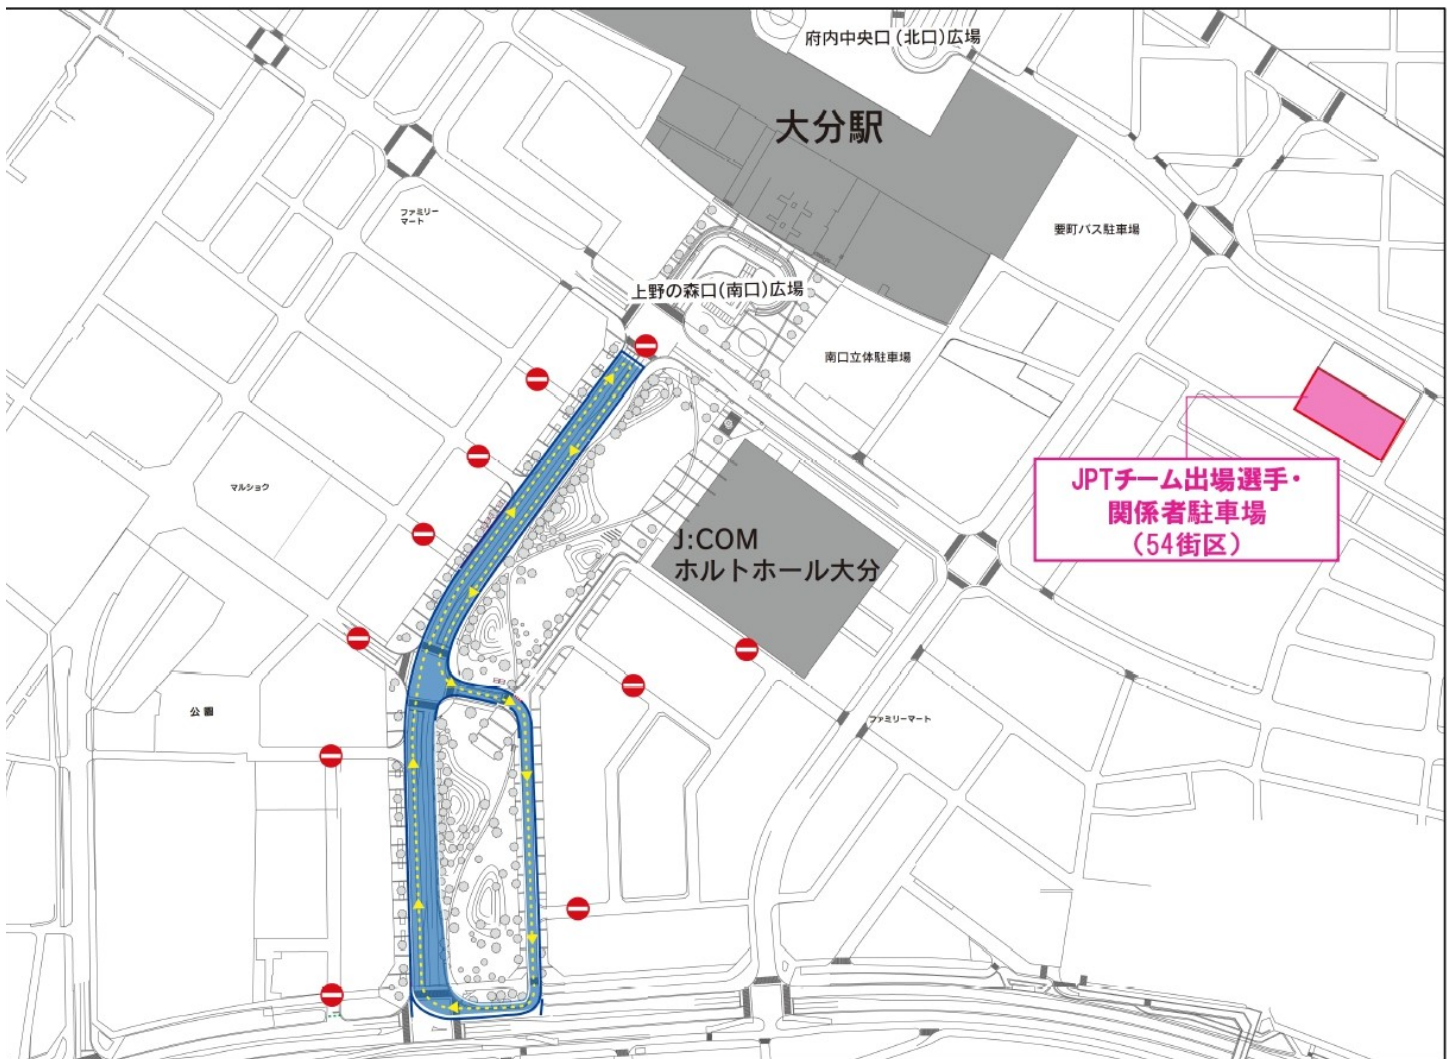 府内中央口(北口)広場
大分駅
ファミリー
マート
要町バス駐車場
上野の森口(南口)広場
南口立体駐車場
マルショク
J:COM
ホルトホール大分
JPTチーム出場選手・
関係者駐車場
(54街区)
公園
ファミリーマート